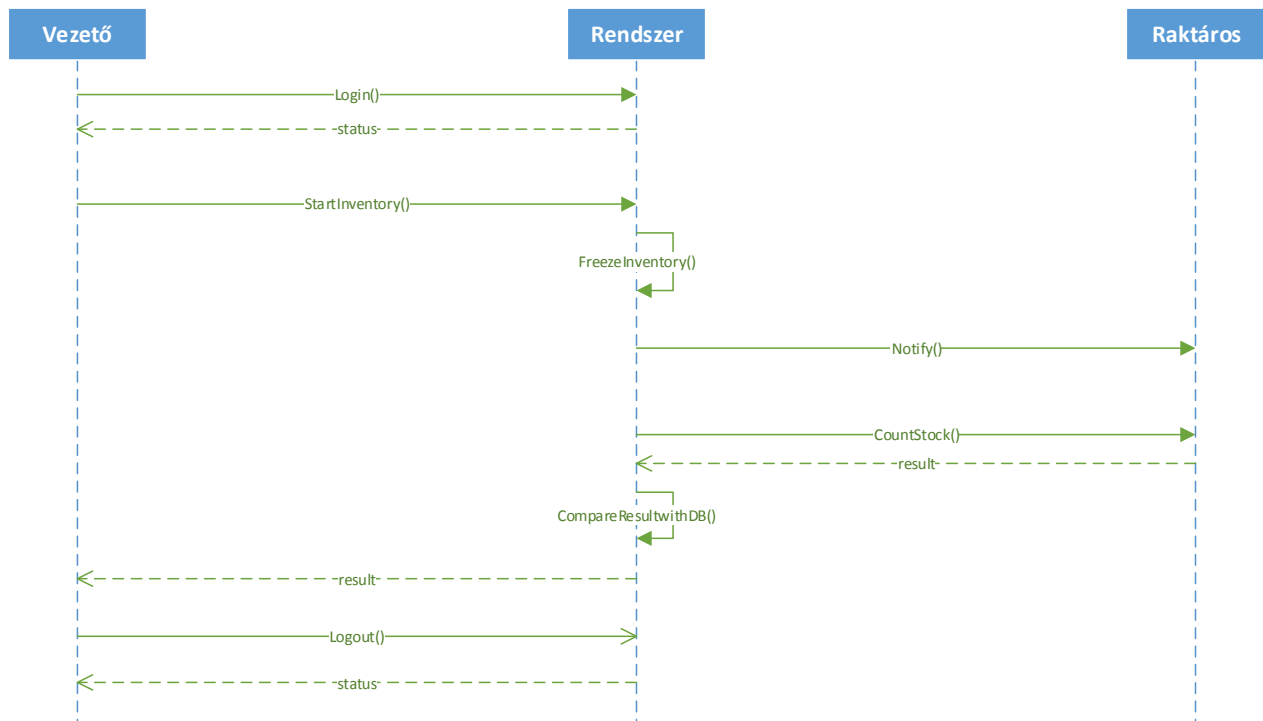 Vezető
Rendszer
Raktáros
Login()
status
StartInventory()
FreezeInventory()
Notify()
CountStock()
result
CompareResultwithDB()
result
Logout()
status